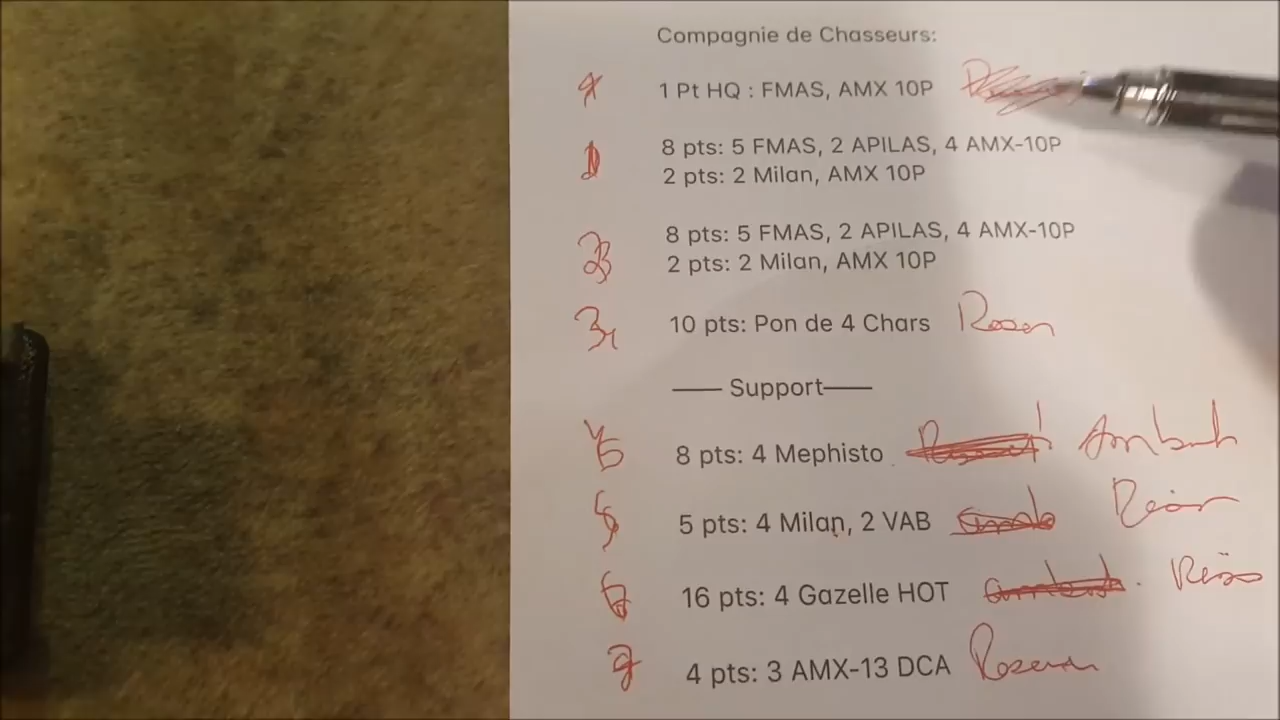 Compagnie de Chasseurs:
1 Pt HQ : FMAS, AMX 10P
8 pts: 5 FMAS, 2 APILAS, 4 AMX-10P
2 pts: 2 Milan, AMX 10P
8 pts: 5 FMAS, 2 APILAS, 4 AMX-10P
2 pts: 2 Milan, AMX 10P
10 pts: Pon de 4 Chars
—— Support——
8 pts: 4 Mephisto Ambush
5 pts: 4 Milan, 2 VAB
16 pts: 4 Gazelle HOT
4 pts: 3 AMX-13 DCA